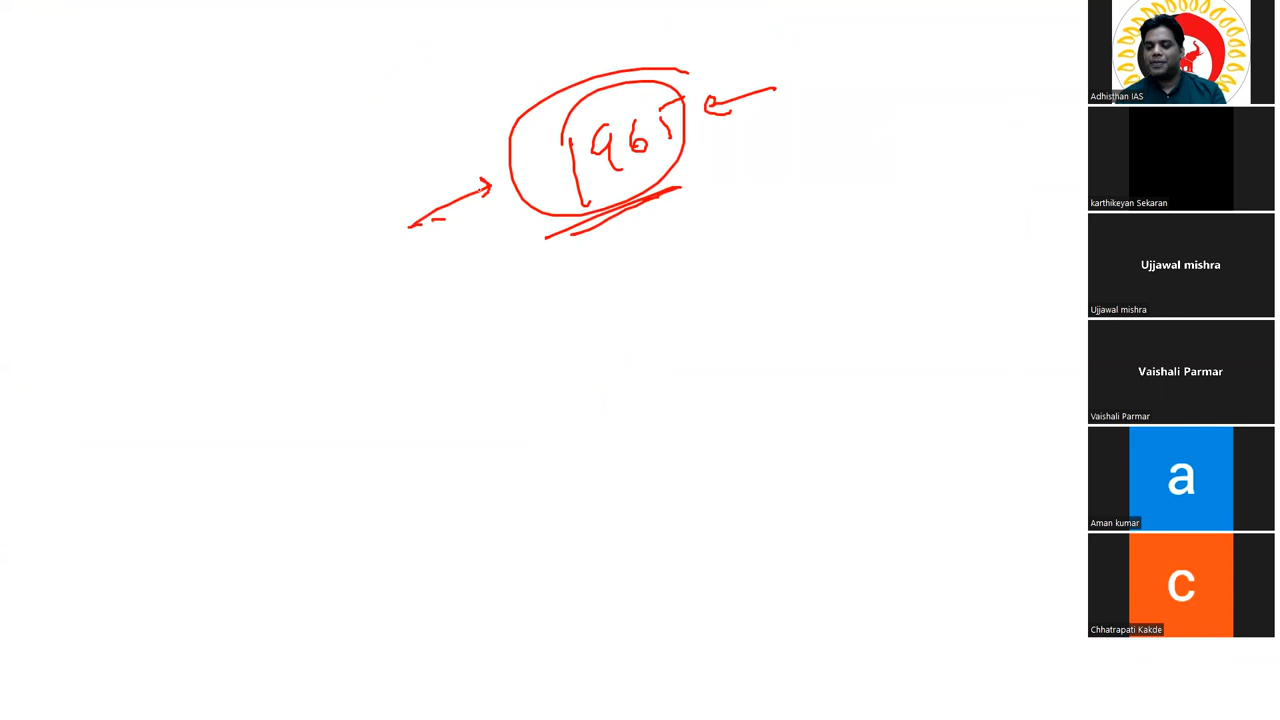 1965
Adhisthan IAS
karthikeyan Sekaran
Ujjawal mishra
Ujjawal mishra
Vaishali Parmar
Vaishali Parmar
a
Aman kumar
c
Chhatrapati Kakde